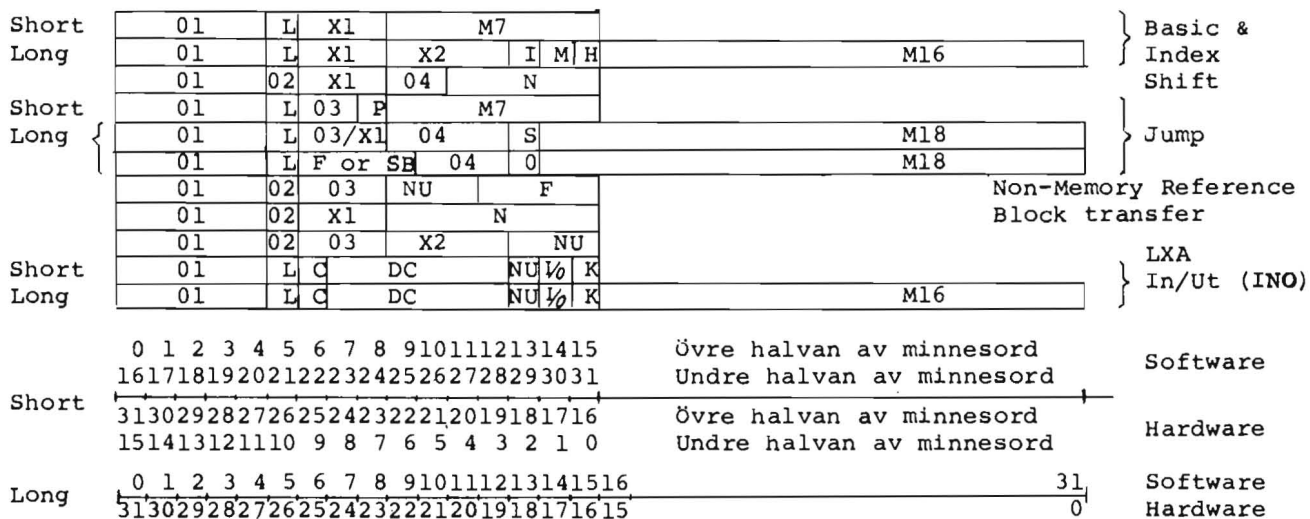 Short 01 L X1 M7 Basic &
Long 01 L X1 X2 I M H M16 Index
01 02 X1 04 N Shift
Short 01 L 03 P M7
Long 01 L 03/X1 04 S M18 Jump
01 L F or SB 04 0 M18
01 02 03 NU F Non-Memory Reference
01 02 X1 N Block transfer
01 02 03 X2 NU LXA
Short 01 L C DC NU I/O K In/Ut (INO)
Long 01 L C DC NU I/O K M16
0 1 2 3 4 5 6 7 8 9 10 11 12 13 14 15 Övre halvan av minnesord Software
16 17 18 19 20 21 22 23 24 25 26 27 28 29 30 31 Undre halvan av minnesord
Short
31 30 29 28 27 26 25 24 23 22 21 20 19 18 17 16 Övre halvan av minnesord Hardware
15 14 13 12 11 10 9 8 7 6 5 4 3 2 1 0 Undre halvan av minnesord
Long 0 1 2 3 4 5 6 7 8 9 10 11 12 13 14 15 16 31 Software
31 30 29 28 27 26 25 24 23 22 21 20 19 18 17 16 15 0 Hardware